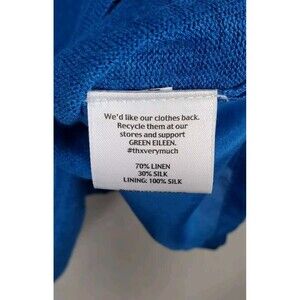 We'd like our clothes back.
Recycle them at our
stores and support
GREEN EILEEN.
#thxverymuch
70% LINEN
30% SILK
LINING: 100% SILK